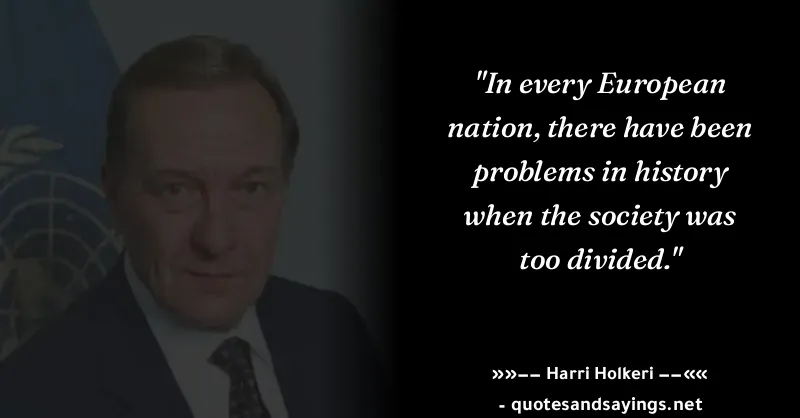 "In every European
nation, there have been
problems in history
when the society was
too divided."
»»−− Harri Holkeri −−««
- quotesandsayings.net